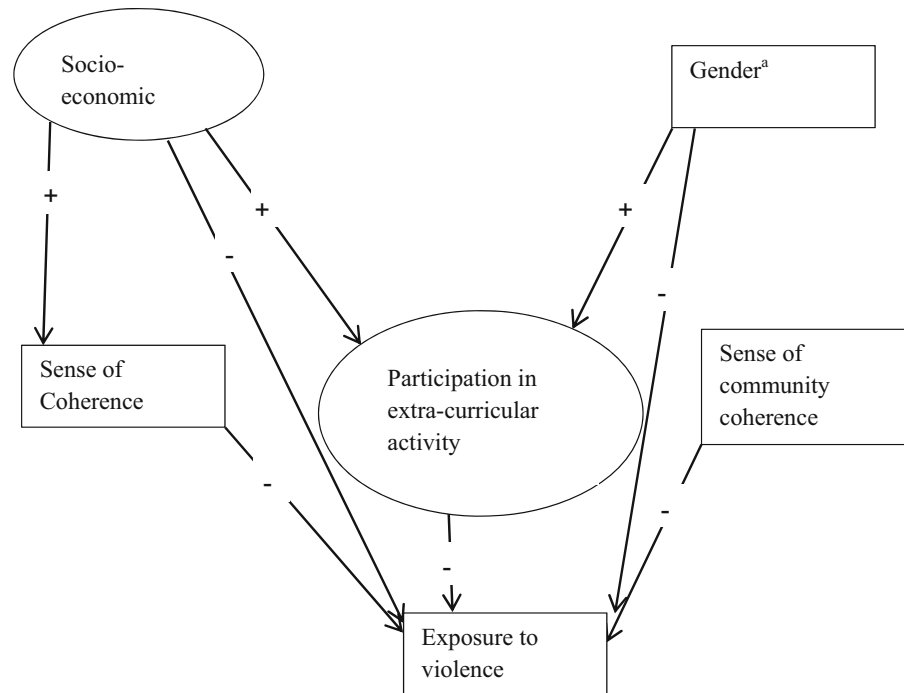 Socio-
economic
Gender^a
+
+
+
-
-
Sense of
Coherence
Participation in
extra-curricular
activity
Sense of
community
coherence
-
-
-
Exposure to
violence